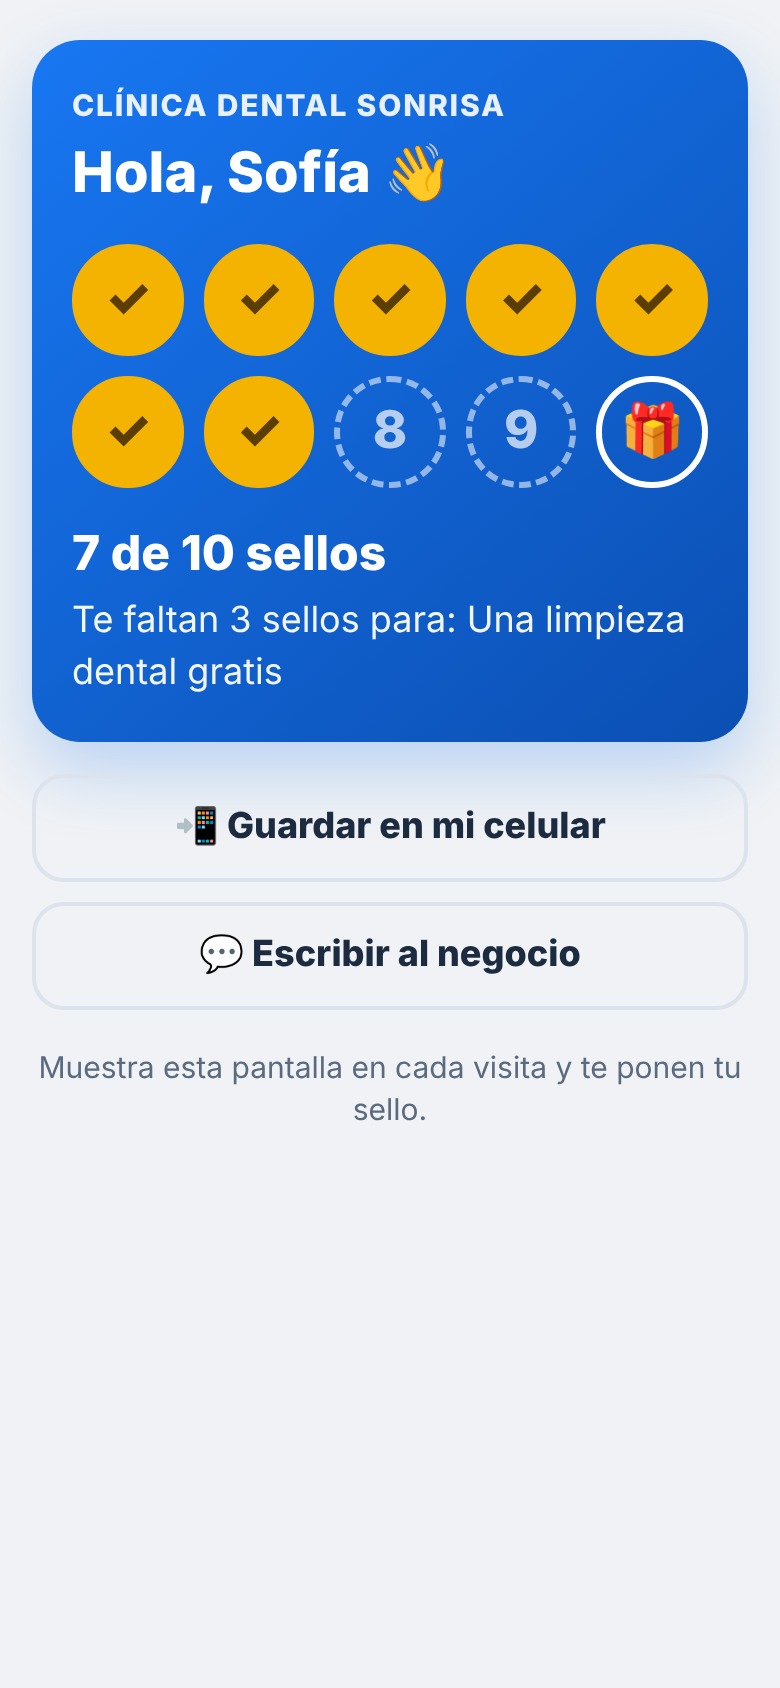 CLÍNICA DENTAL SONRISA
Hola, Sofía 👋
8 9
7 de 10 sellos
Te faltan 3 sellos para: Una limpieza
dental gratis
📲 Guardar en mi celular
💬 Escribir al negocio
Muestra esta pantalla en cada visita y te ponen tu
sello.